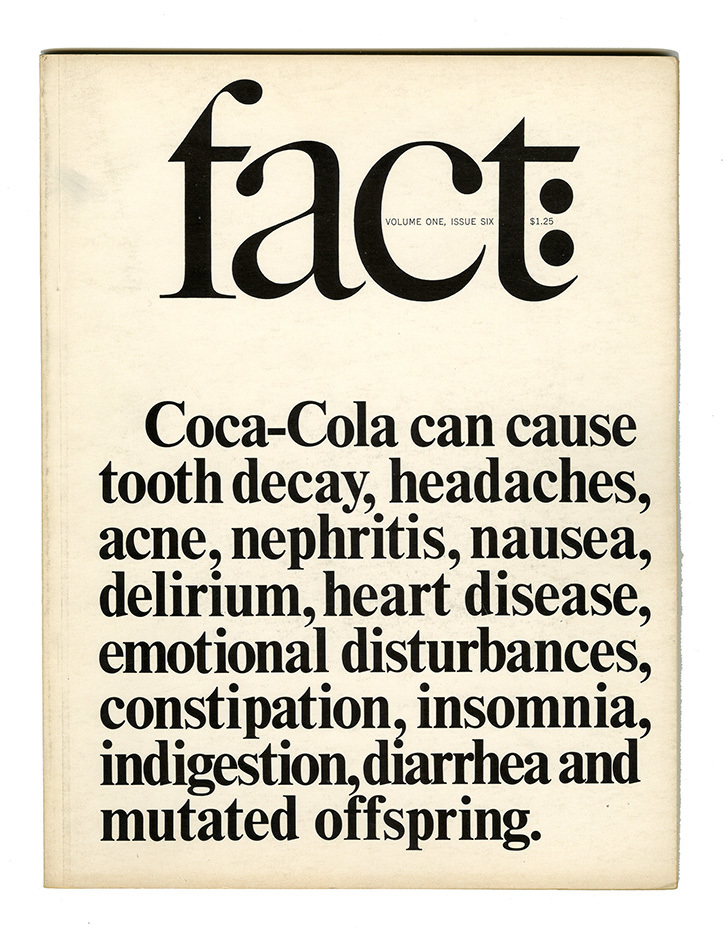 fact:
VOLUME ONE, ISSUE SIX $1.25
Coca-Cola can cause
tooth decay, headaches,
acne, nephritis, nausea,
delirium, heart disease,
emotional disturbances,
constipation, insomnia,
indigestion, diarrhea and
mutated offspring.